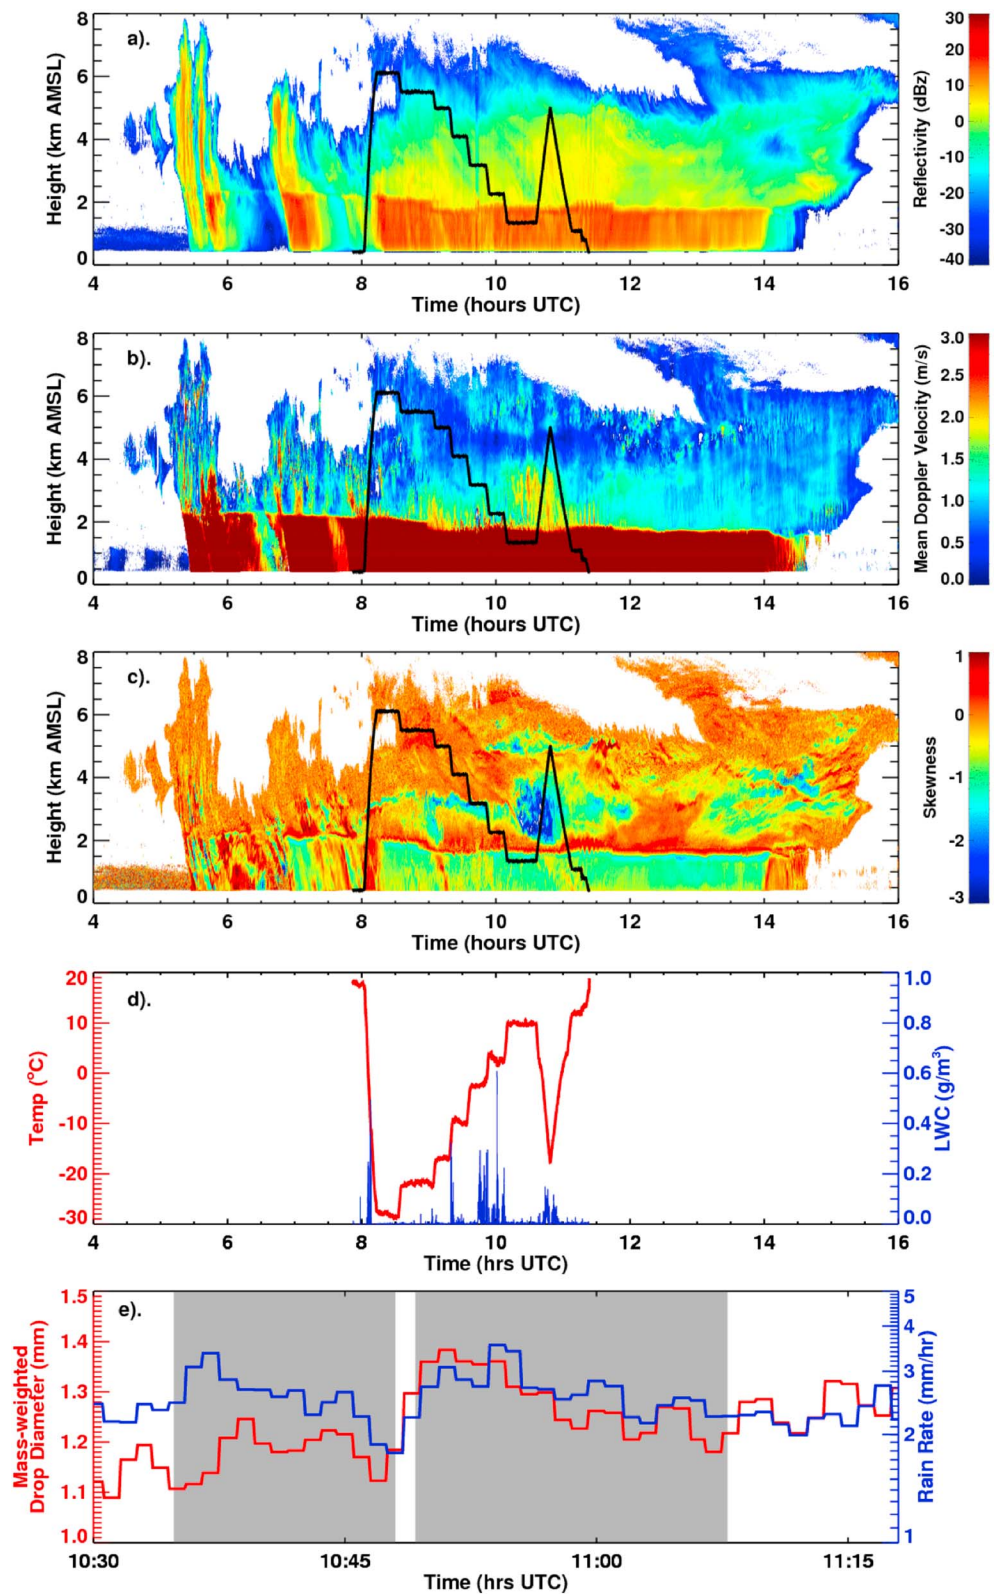 a).
Height (km AMSL)
8
6
4
2
0
4 6 8 10 12 14 16
Time (hours UTC)
30
20
10
0
-10
-20
-30
-40
Reflectivity (dBz)
b).
Height (km AMSL)
8
6
4
2
0
4 6 8 10 12 14 16
Time (hours UTC)
3.0
2.5
2.0
1.5
1.0
0.5
0.0
Mean Doppler Velocity (m/s)
c).
Height (km AMSL)
8
6
4
2
0
4 6 8 10 12 14 16
Time (hours UTC)
1
0
-1
-2
-3
Skewness
d).
Temp (°C)
20
10
0
-10
-20
-30
4 6 8 10 12 14 16
Time (hrs UTC)
1.0
0.8
0.6
0.4
0.2
0.0
LWC (g/m³)
e).
Mass-weighted
Drop Diameter (mm)
1.5
1.4
1.3
1.2
1.1
1.0
10:30 10:45 11:00 11:15
Time (hrs UTC)
5
4
3
2
1
Rain Rate (mm/hr)